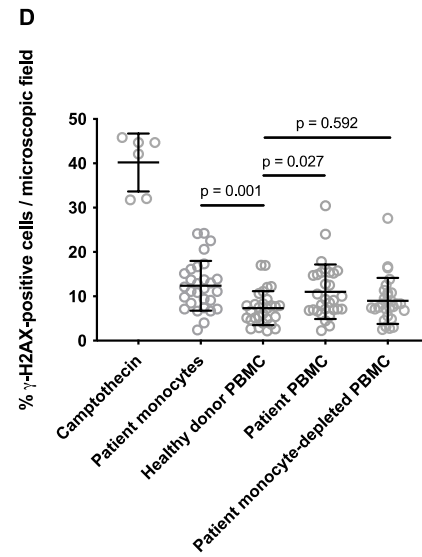 D
% γ-H2AX-positive cells / microscopic field
50
40
30
20
10
0
p = 0.592
p = 0.027
p = 0.001
Camptothecin
Patient monocytes
Healthy donor PBMC
Patient PBMC
Patient monocyte-depleted PBMC